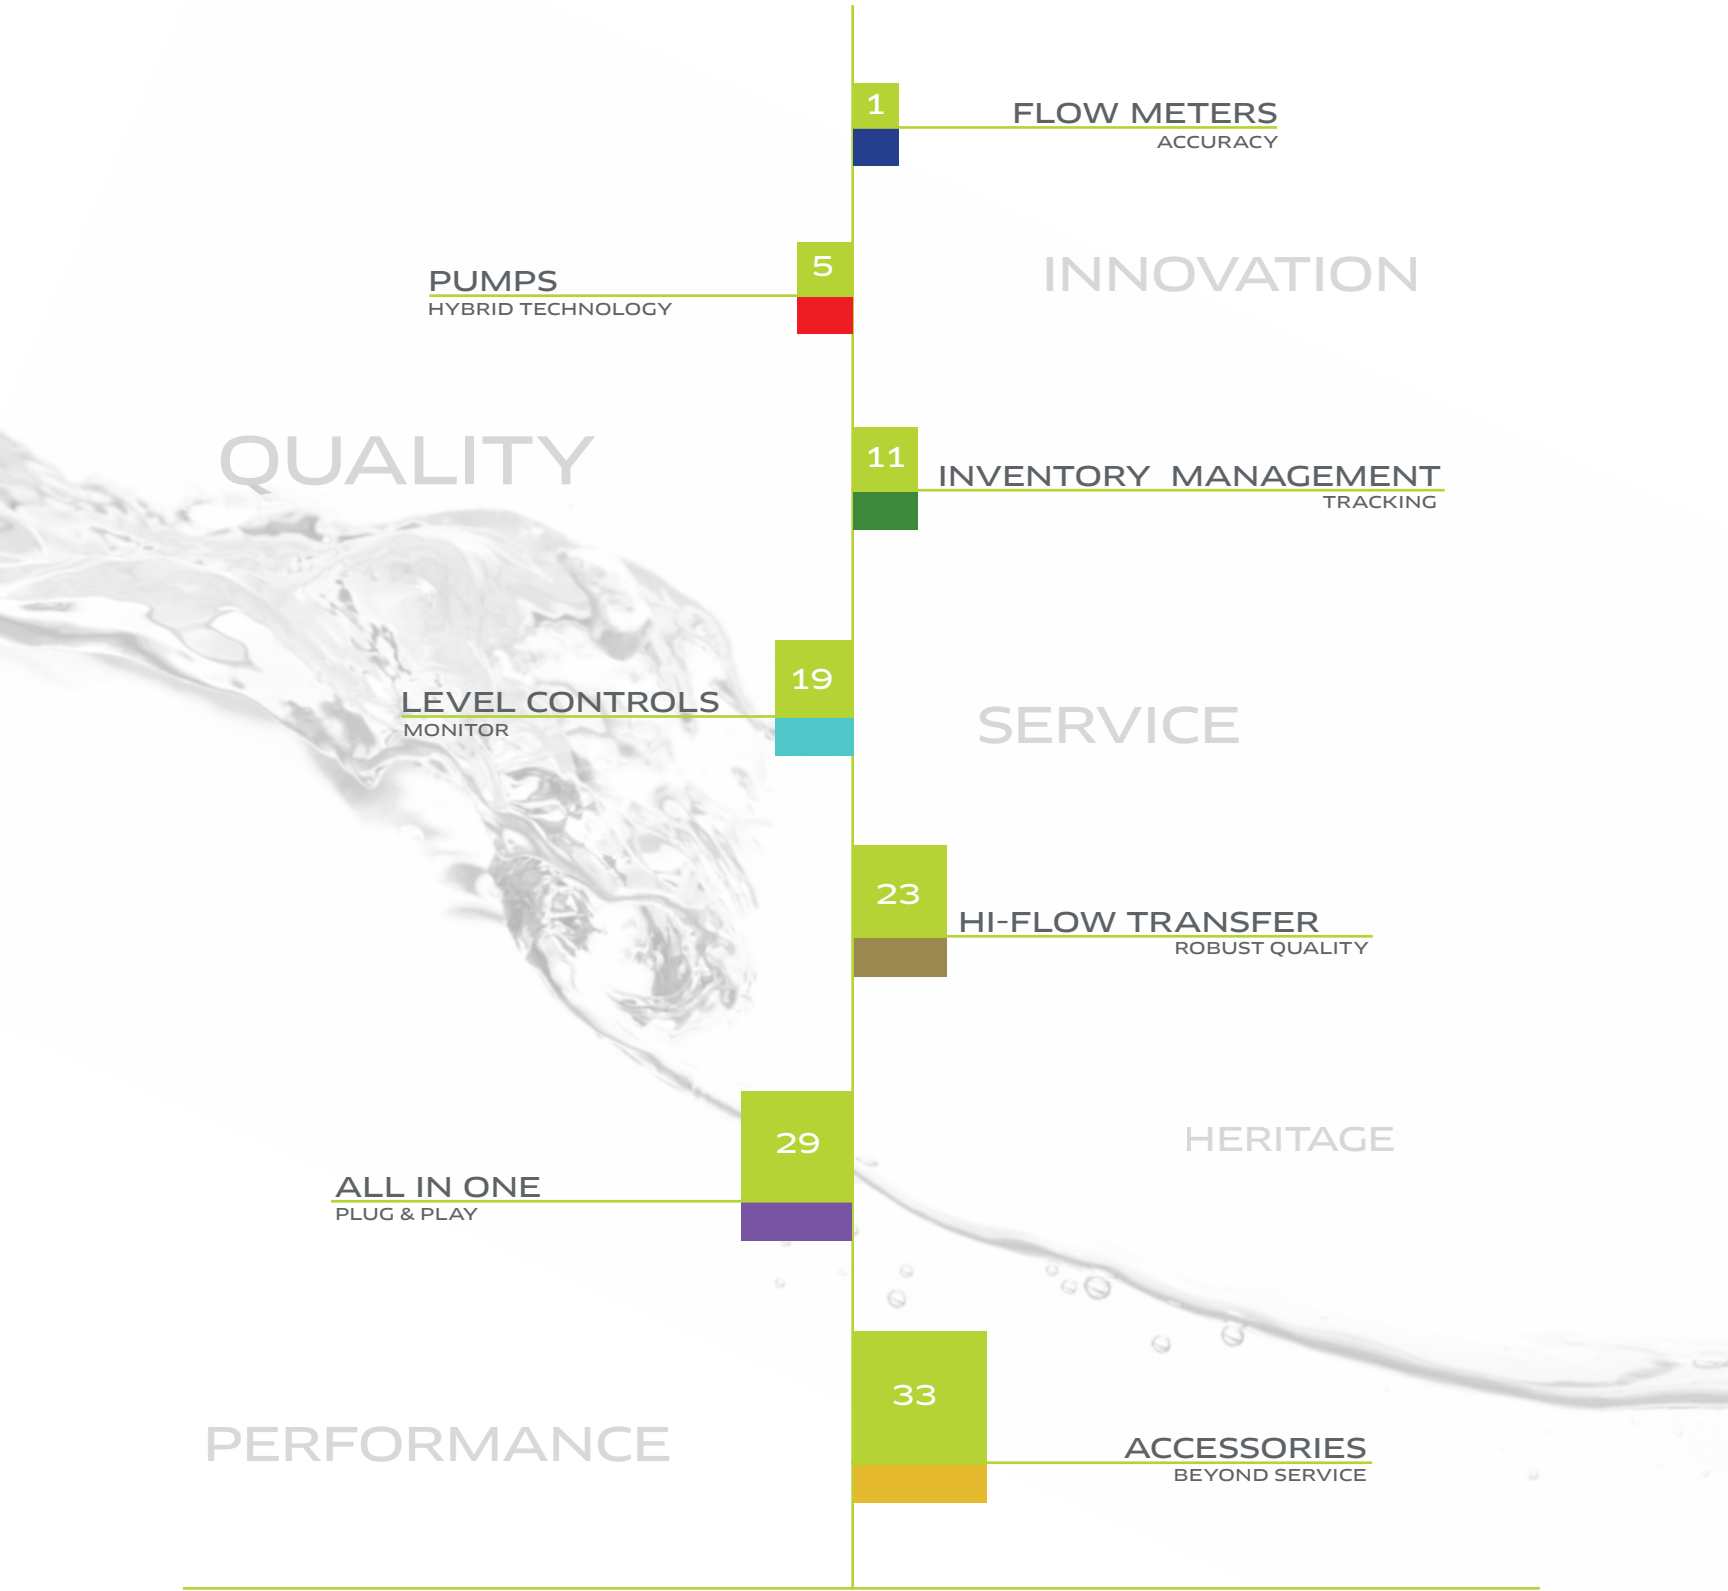 1
FLOW METERS
ACCURACY
5
PUMPS
HYBRID TECHNOLOGY
INNOVATION
QUALITY
11
INVENTORY MANAGEMENT
TRACKING
19
LEVEL CONTROLS
MONITOR
SERVICE
23
HI-FLOW TRANSFER
ROBUST QUALITY
29
ALL IN ONE
PLUG & PLAY
HERITAGE
33
PERFORMANCE
ACCESSORIES
BEYOND SERVICE